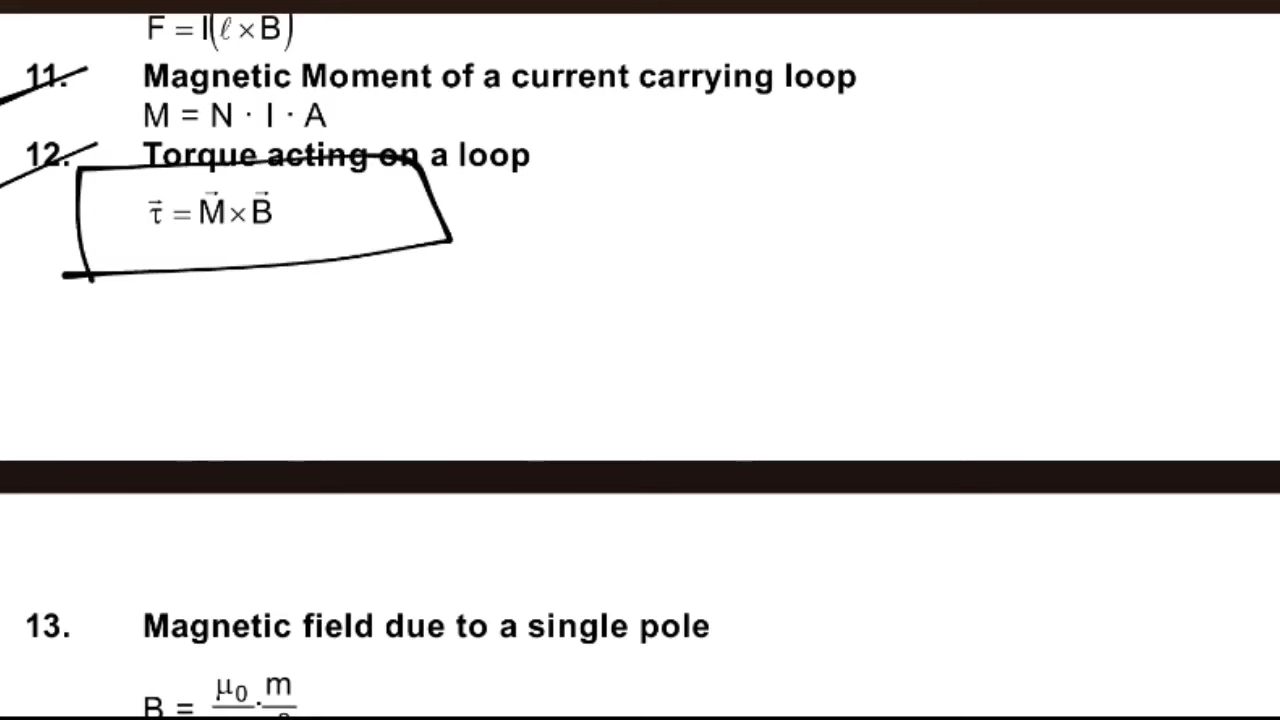 F = I(ℓ × B)
11. Magnetic Moment of a current carrying loop
M = N · I · A
12. Torque acting on a loop
τ⃗ = M⃗ × B⃗
13. Magnetic field due to a single pole
B = μ₀ · m